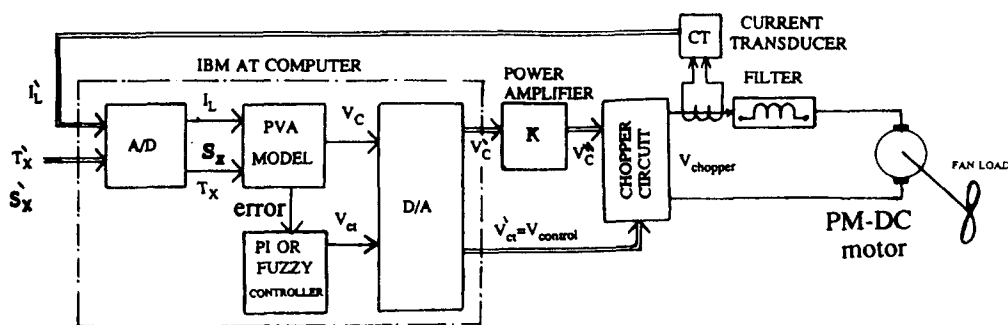 CURRENT
TRANSDUCER
CT
IBM AT COMPUTER
POWER
AMPLIFIER
FILTER
I`L
IL
VC
A/D
PVA
MODEL
K
V`C
CHOPPER
CIRCUIT
T`X
Sx
TX
S`X
Vchopper
FAN LOAD
error
D/A
Vct
V`ct=Vcontrol
PI OR
FUZZY
CONTROLLER
PM-DC
motor